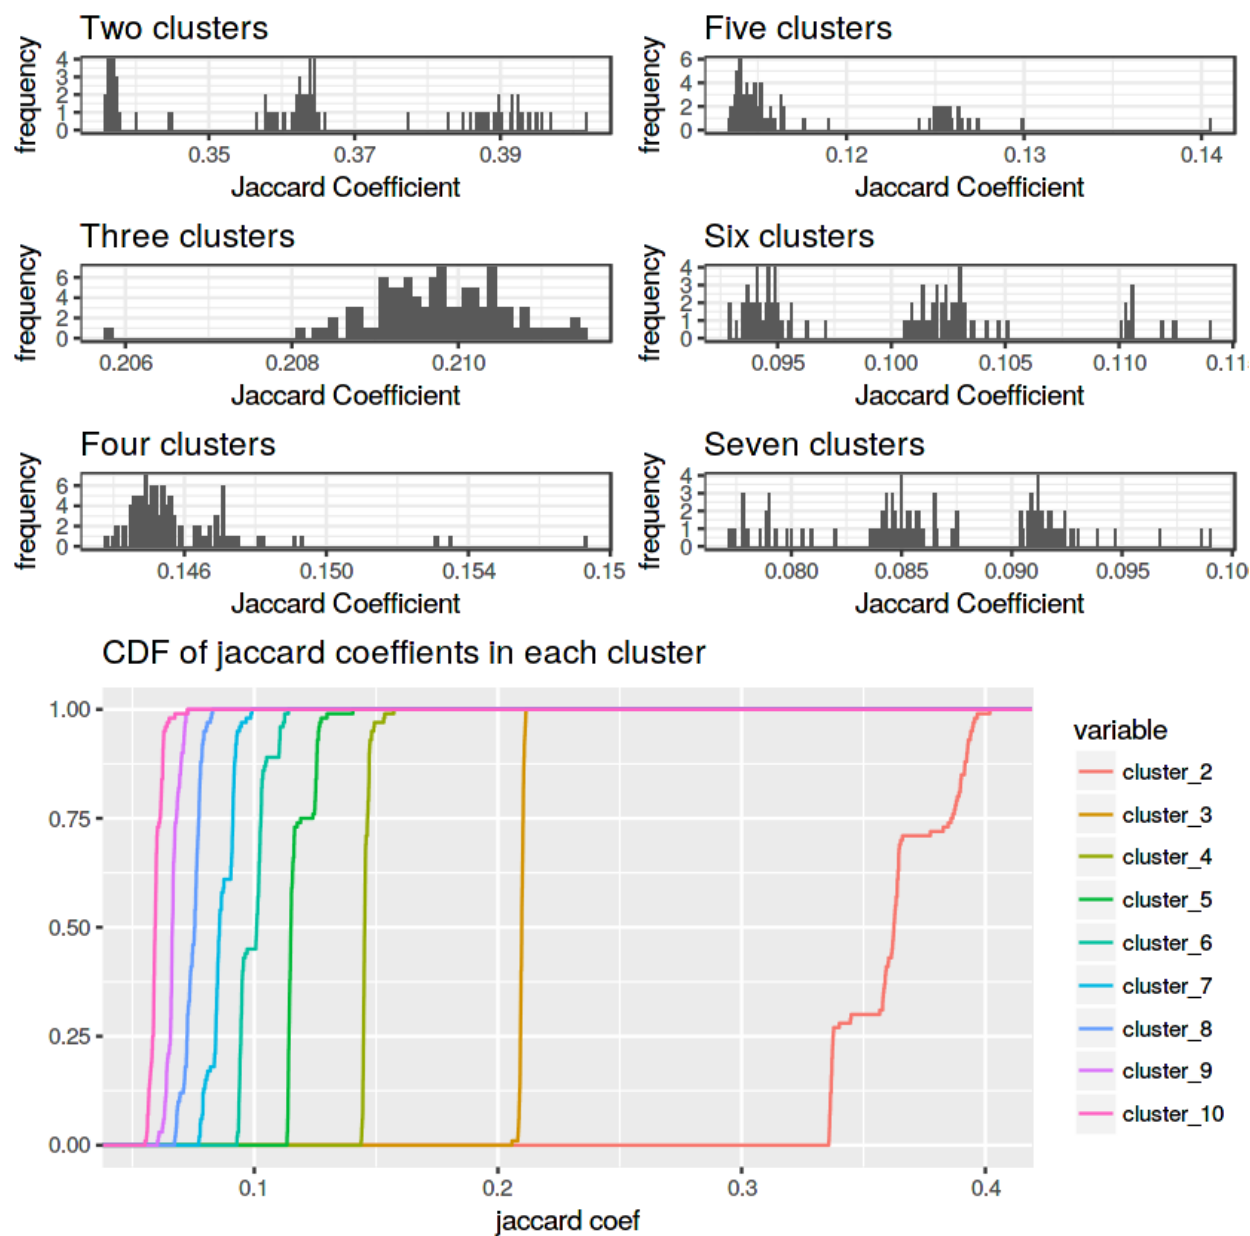 Two clusters
frequency
4
3
2
1
0
0.35 0.37 0.39
Jaccard Coefficient
Five clusters
frequency
6
4
2
0
0.12 0.13 0.14
Jaccard Coefficient
Three clusters
frequency
6
4
2
0
0.206 0.208 0.210
Jaccard Coefficient
Six clusters
frequency
4
3
2
1
0
0.095 0.100 0.105 0.110 0.11
Jaccard Coefficient
Four clusters
frequency
6
4
2
0
0.146 0.150 0.154 0.15
Jaccard Coefficient
Seven clusters
frequency
4
3
2
1
0
0.080 0.085 0.090 0.095 0.10
Jaccard Coefficient
CDF of jaccard coeffients in each cluster
1.00
0.75
0.50
0.25
0.00
0.1 0.2 0.3 0.4
jaccard coef
variable
cluster_2
cluster_3
cluster_4
cluster_5
cluster_6
cluster_7
cluster_8
cluster_9
cluster_10